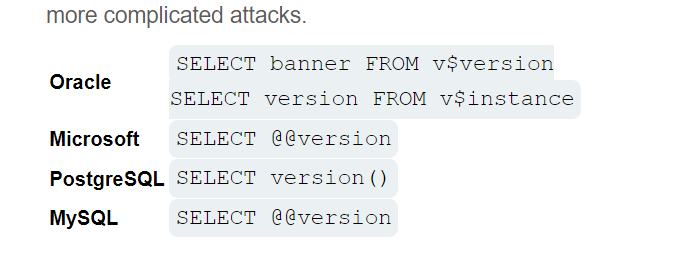 more complicated attacks.
Oracle SELECT banner FROM v$version
SELECT version FROM v$instance
Microsoft SELECT @@version
PostgreSQL SELECT version()
MySQL SELECT @@version